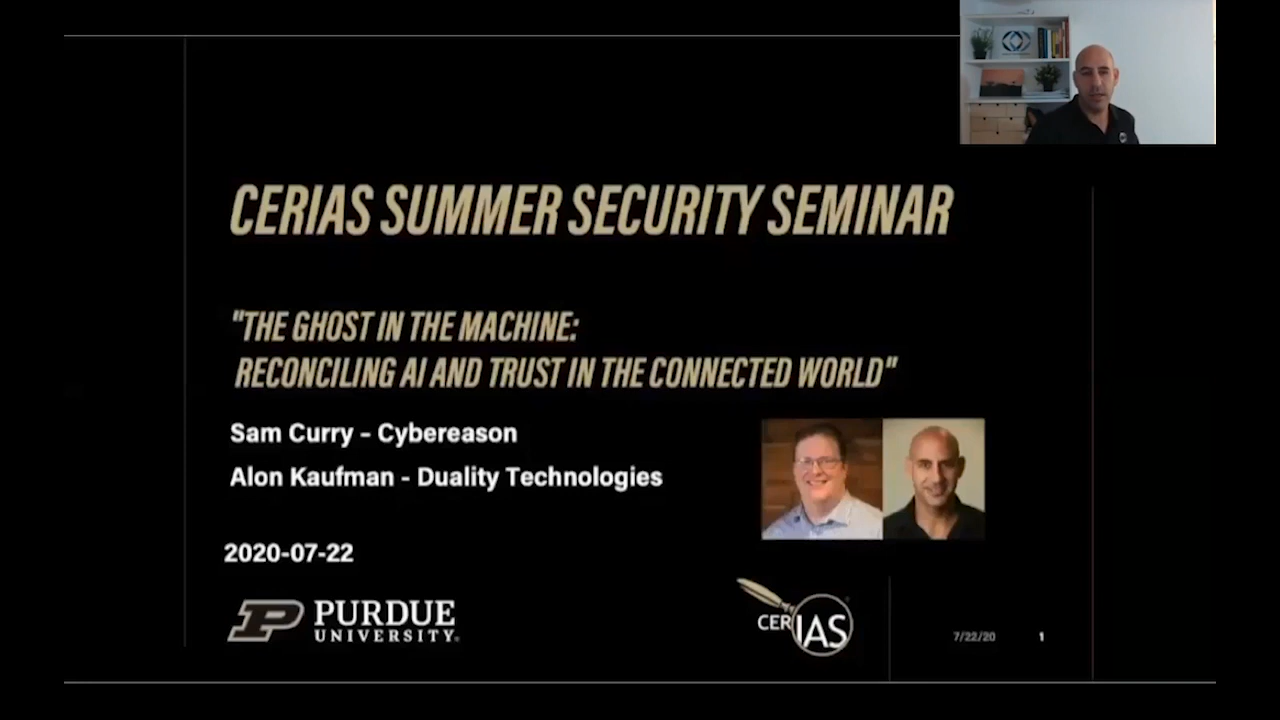 CERIAS SUMMER SECURITY SEMINAR
"THE GHOST IN THE MACHINE:
RECONCILING AI AND TRUST IN THE CONNECTED WORLD"
Sam Curry – Cybereason
Alon Kaufman - Duality Technologies
2020-07-22
PURDUE
UNIVERSITY
CERIAS
7/22/20 1